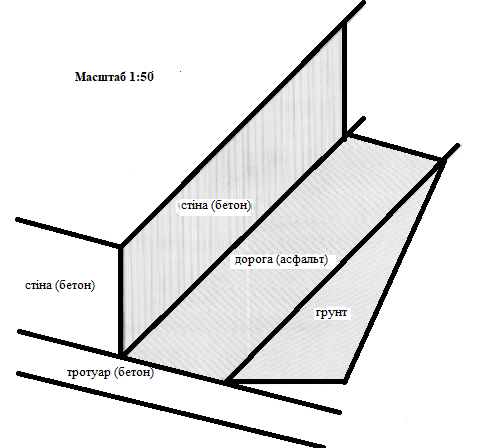 Масштаб 1:50
стіна (бетон)
дорога (асфальт)
стіна (бетон)
грунт
тротуар (бетон)